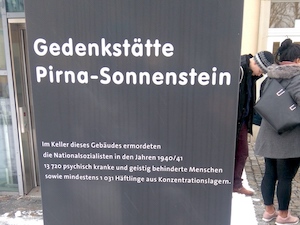 Gedenkstätte
Pirna-Sonnenstein
Im Keller dieses Gebäudes ermordeten
die Nationalsozialisten in den Jahren 1940/41
13 720 psychisch kranke und geistig behinderte Menschen
sowie mindestens 1 031 Häftlinge aus Konzentrationslagern.